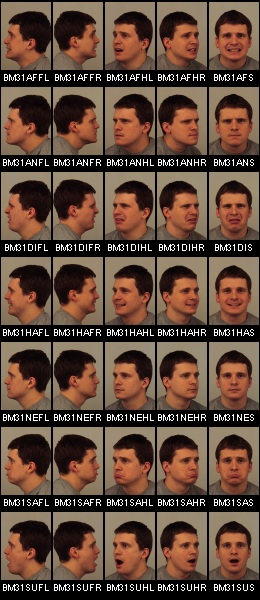 BM31AFFL BM31AFFR BM31AFHL BM31AFHR BM31AFS
BM31ANFL BM31ANFR BM31ANHL BM31ANHR BM31ANS
BM31DIFL BM31DIFR BM31DIHL BM31DIHR BM31DIS
BM31HAFL BM31HAFR BM31HAHL BM31HAHR BM31HAS
BM31NEFL BM31NEFR BM31NEHL BM31NEHR BM31NES
BM31SAFL BM31SAFR BM31SAHL BM31SAHR BM31SAS
BM31SUFL BM31SUFR BM31SUHL BM31SUHR BM31SUS